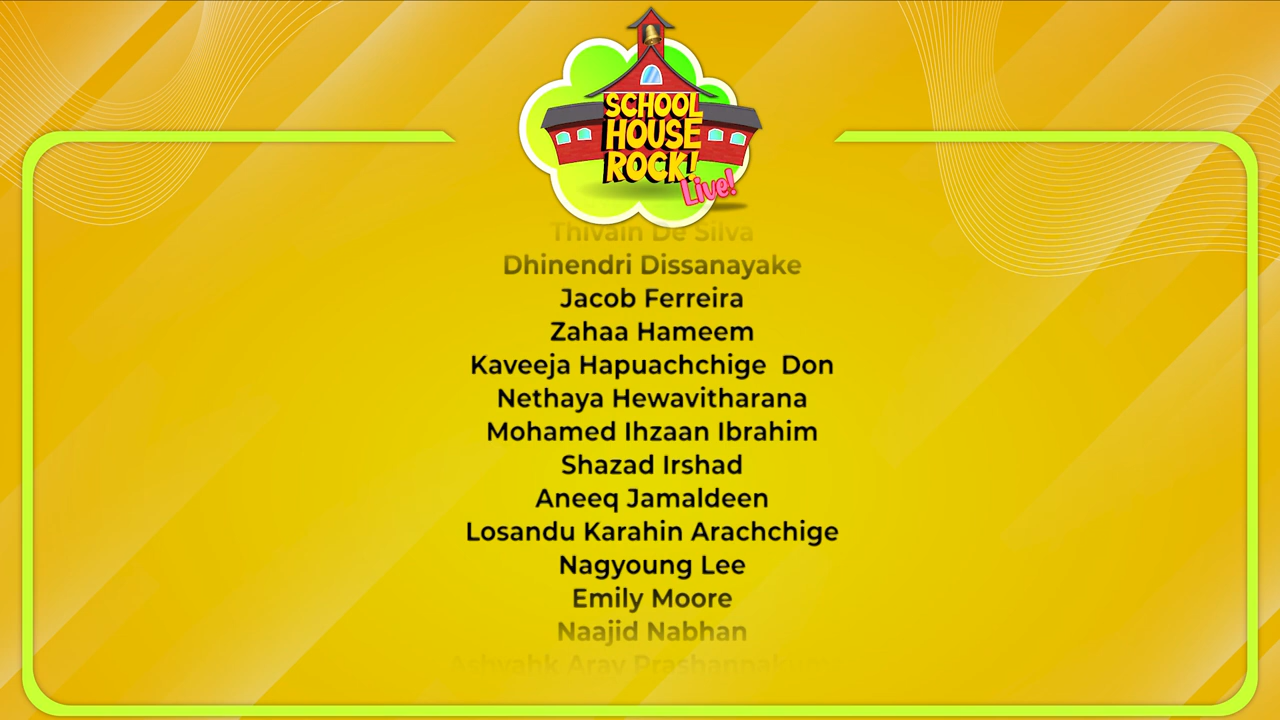 SCHOOL
HOUSE
ROCK!
Live!
Thivain De Silva
Dhinendri Dissanayake
Jacob Ferreira
Zahaa Hameem
Kaveeja Hapuachchige Don
Nethaya Hewavitharana
Mohamed Ihzaan Ibrahim
Shazad Irshad
Aneeq Jamaldeen
Losandu Karahin Arachchige
Nagyoung Lee
Emily Moore
Naajid Nabhan
Arav